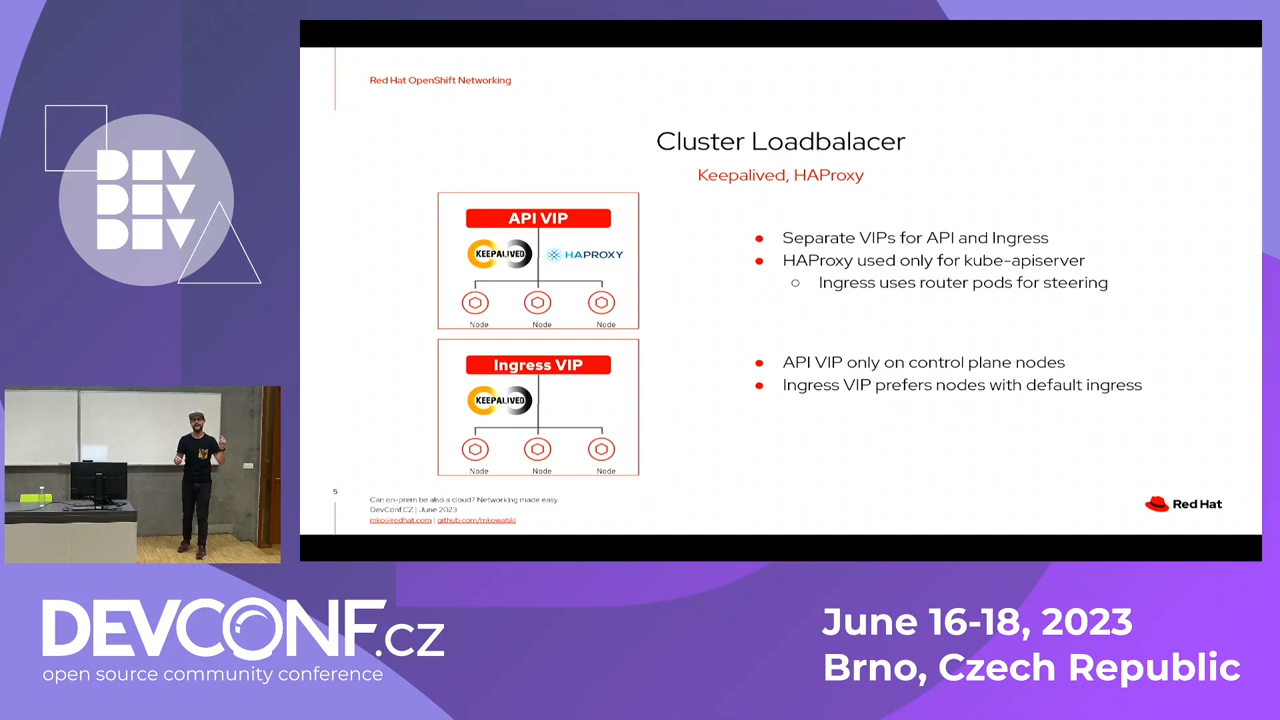 Red Hat OpenShift Networking
Cluster Loadbalacer
Keepalived, HAProxy
API VIP
KEEPALIVED
HAPROXY
Node
Node
Node
Ingress VIP
KEEPALIVED
Node
Node
Node
Separate VIPs for API and Ingress
HAProxy used only for kube-apiserver
Ingress uses router pods for steering
API VIP only on control plane nodes
Ingress VIP prefers nodes with default ingress
5
Can on-prem be also a cloud? Networking made easy
DevConf.CZ | June 2023
mko@redhat.com | github.com/mkowalski
Red Hat
DEV
DEV
DEV
DEVCONF.cz
open source community conference
June 16-18, 2023
Brno, Czech Republic